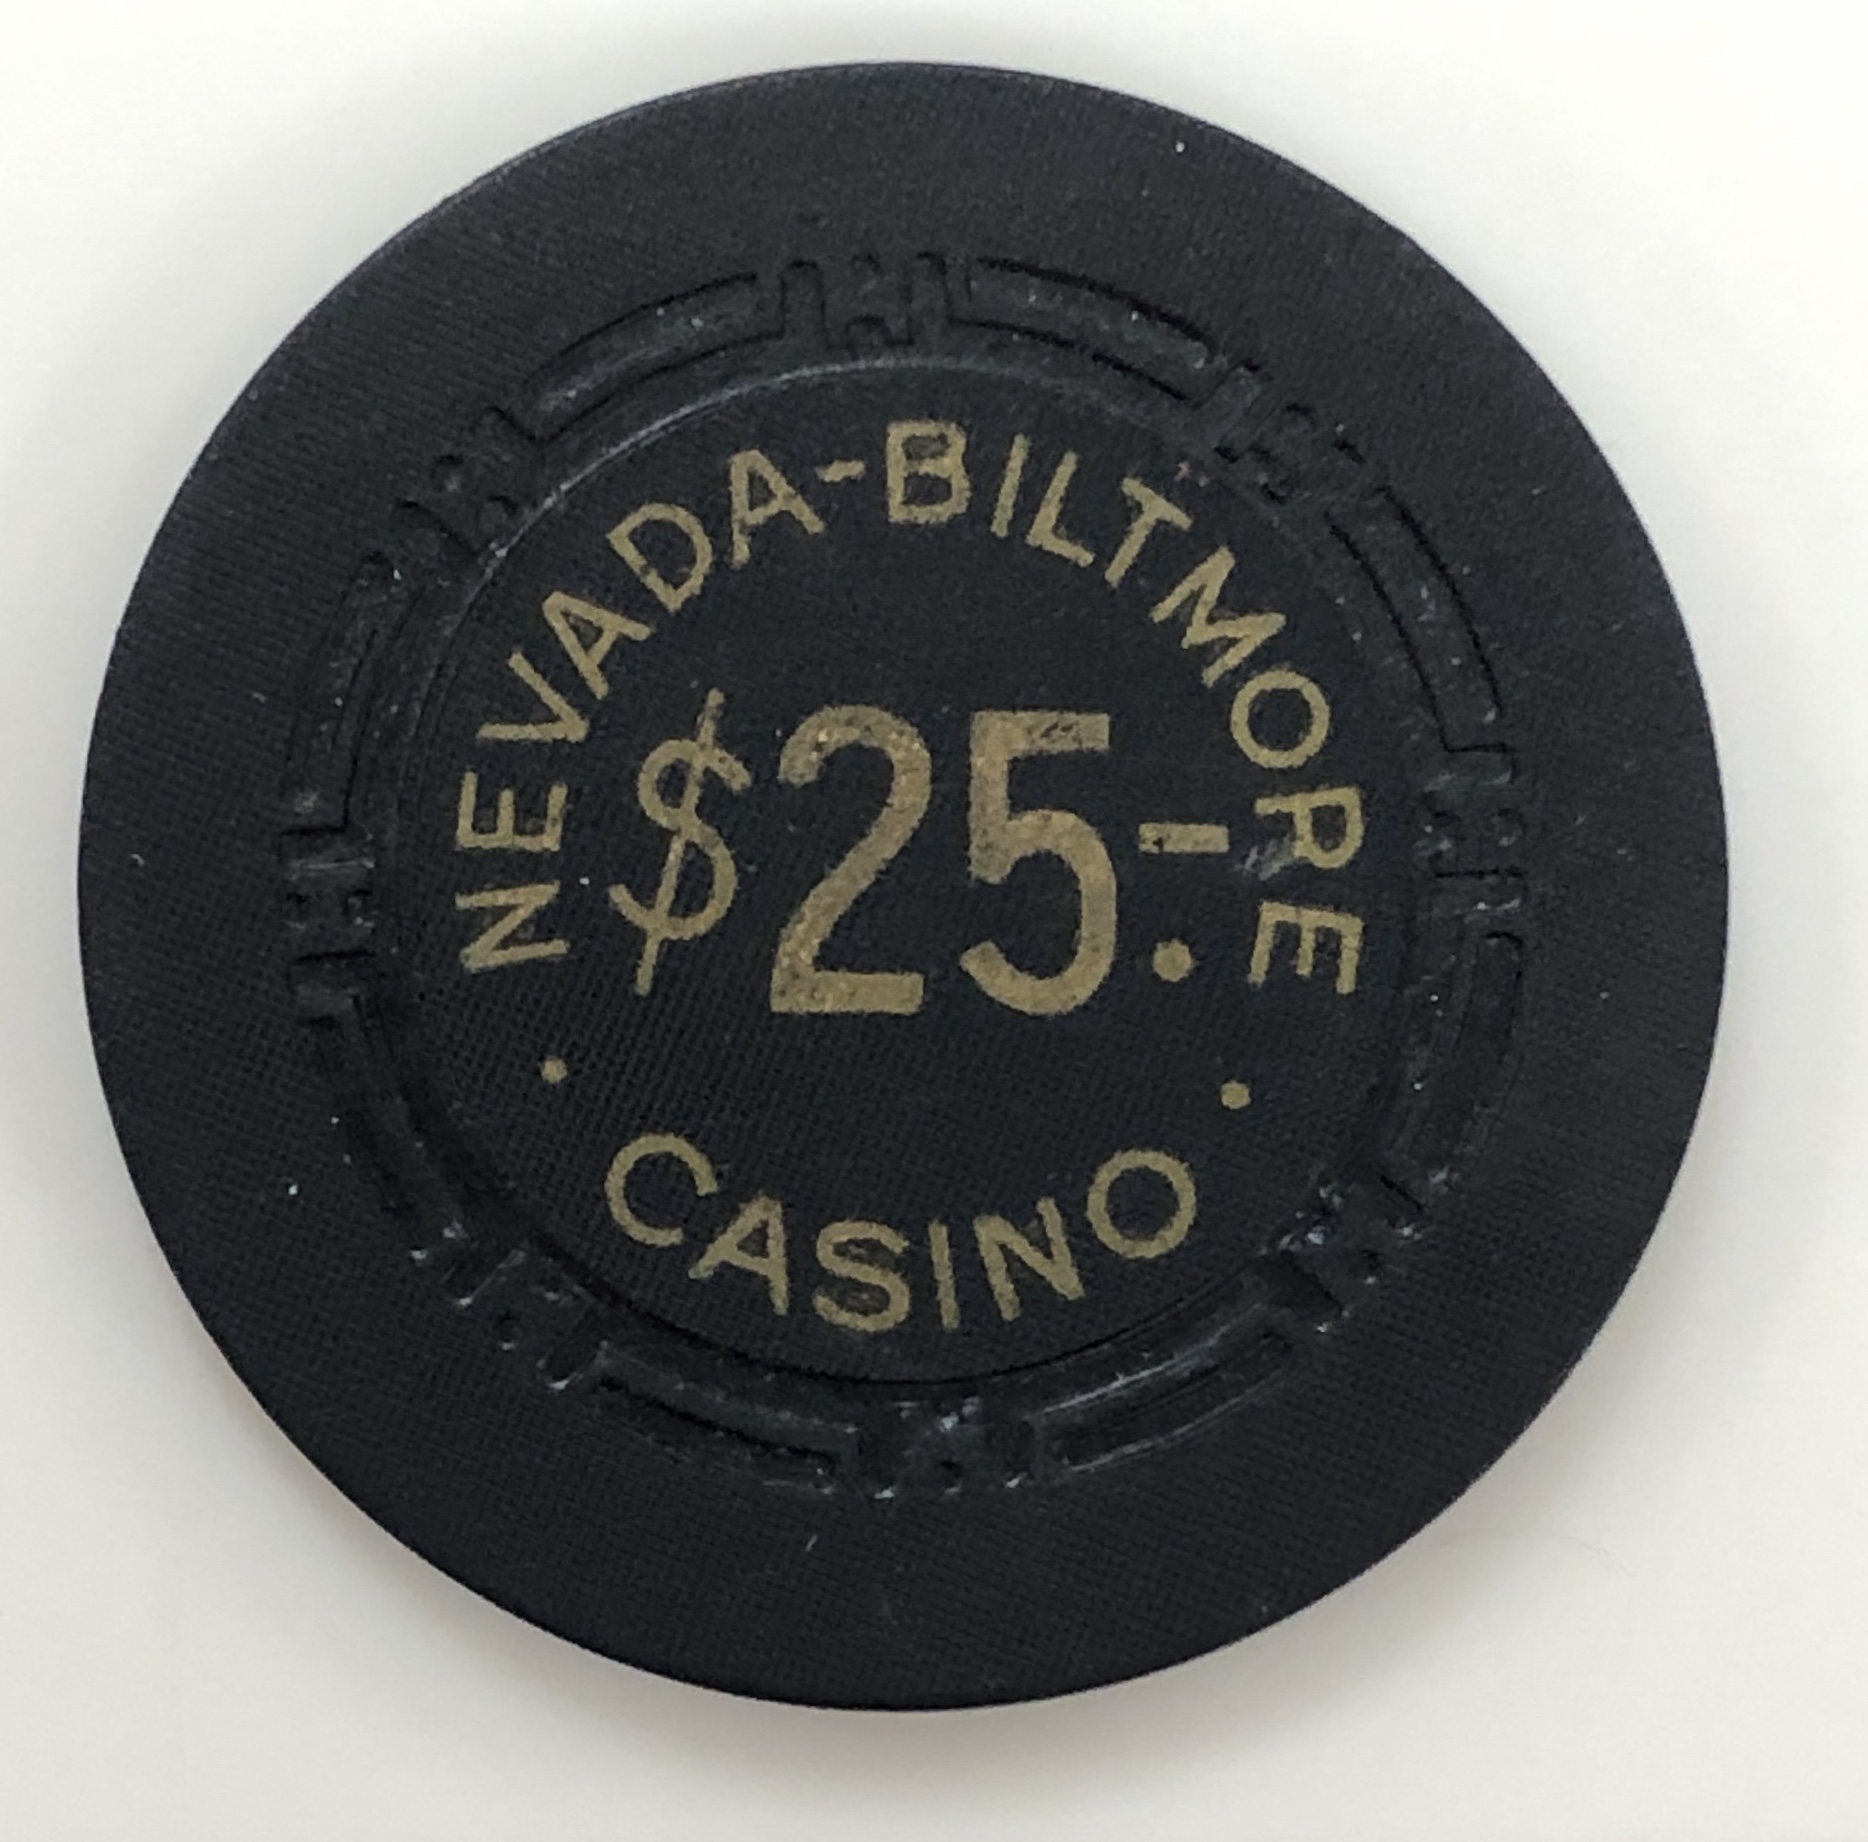 NEVADA-BILTMORE
$25.-
CASINO